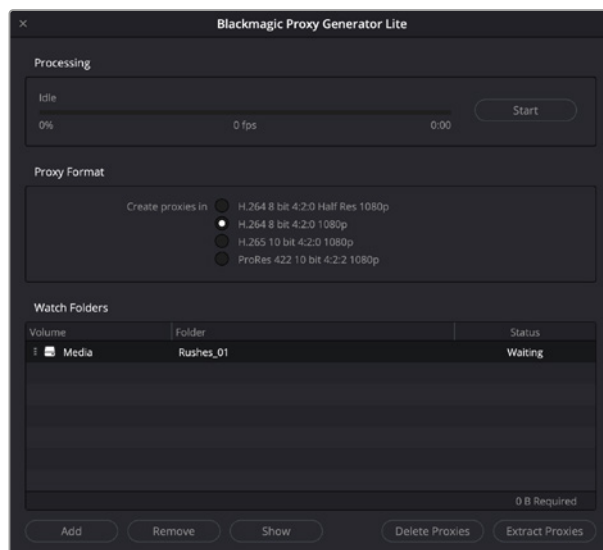 Blackmagic Proxy Generator Lite
Processing
Idle
Start
0% 0 fps 0:00
Proxy Format
Create proxies in H.264 8 bit 4:2:0 Half Res 1080p
H.264 8 bit 4:2:0 1080p
H.265 10 bit 4:2:0 1080p
ProRes 422 10 bit 4:2:2 1080p
Watch Folders
Volume Folder Status
Media Rushes_01 Waiting
0 B Required
Add Remove Show Delete Proxies Extract Proxies